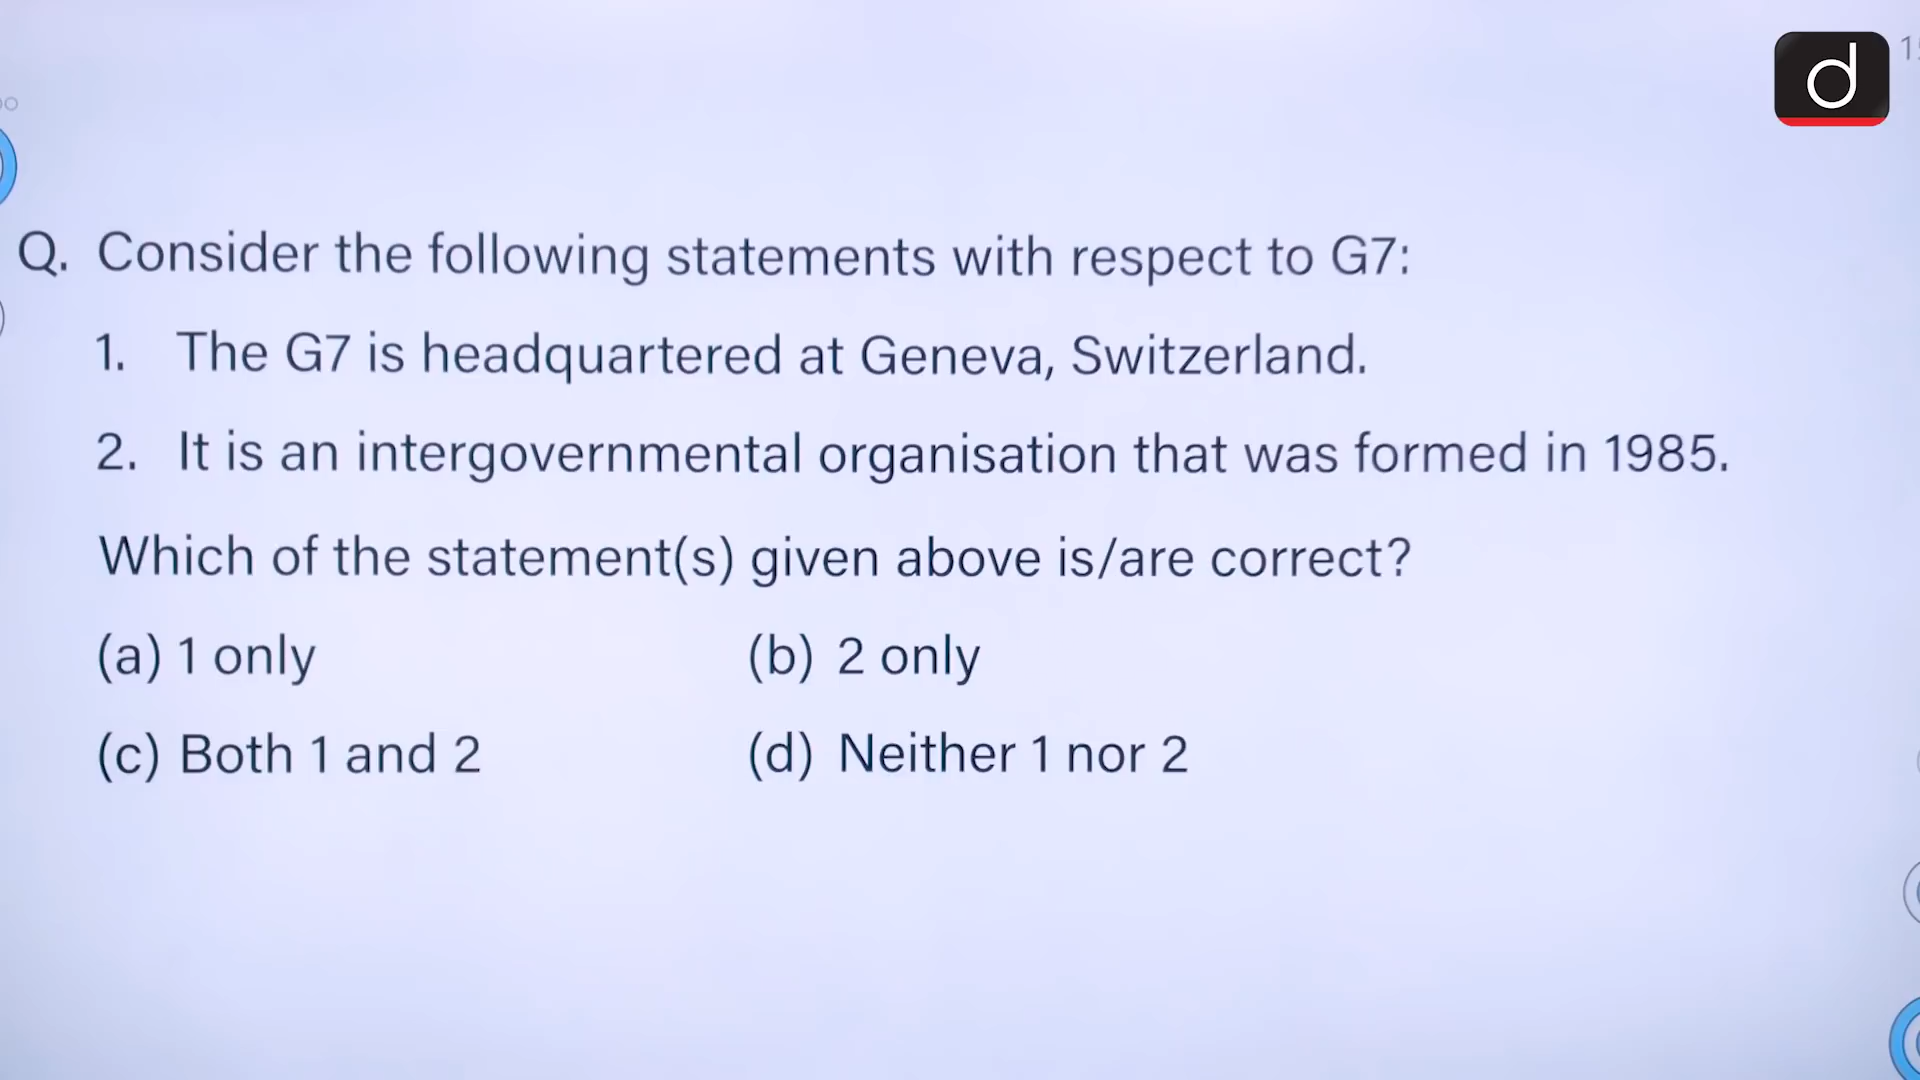 d
Q. Consider the following statements with respect to G7:
1. The G7 is headquartered at Geneva, Switzerland.
2. It is an intergovernmental organisation that was formed in 1985.
Which of the statement(s) given above is/are correct?
(a) 1 only (b) 2 only
(c) Both 1 and 2 (d) Neither 1 nor 2